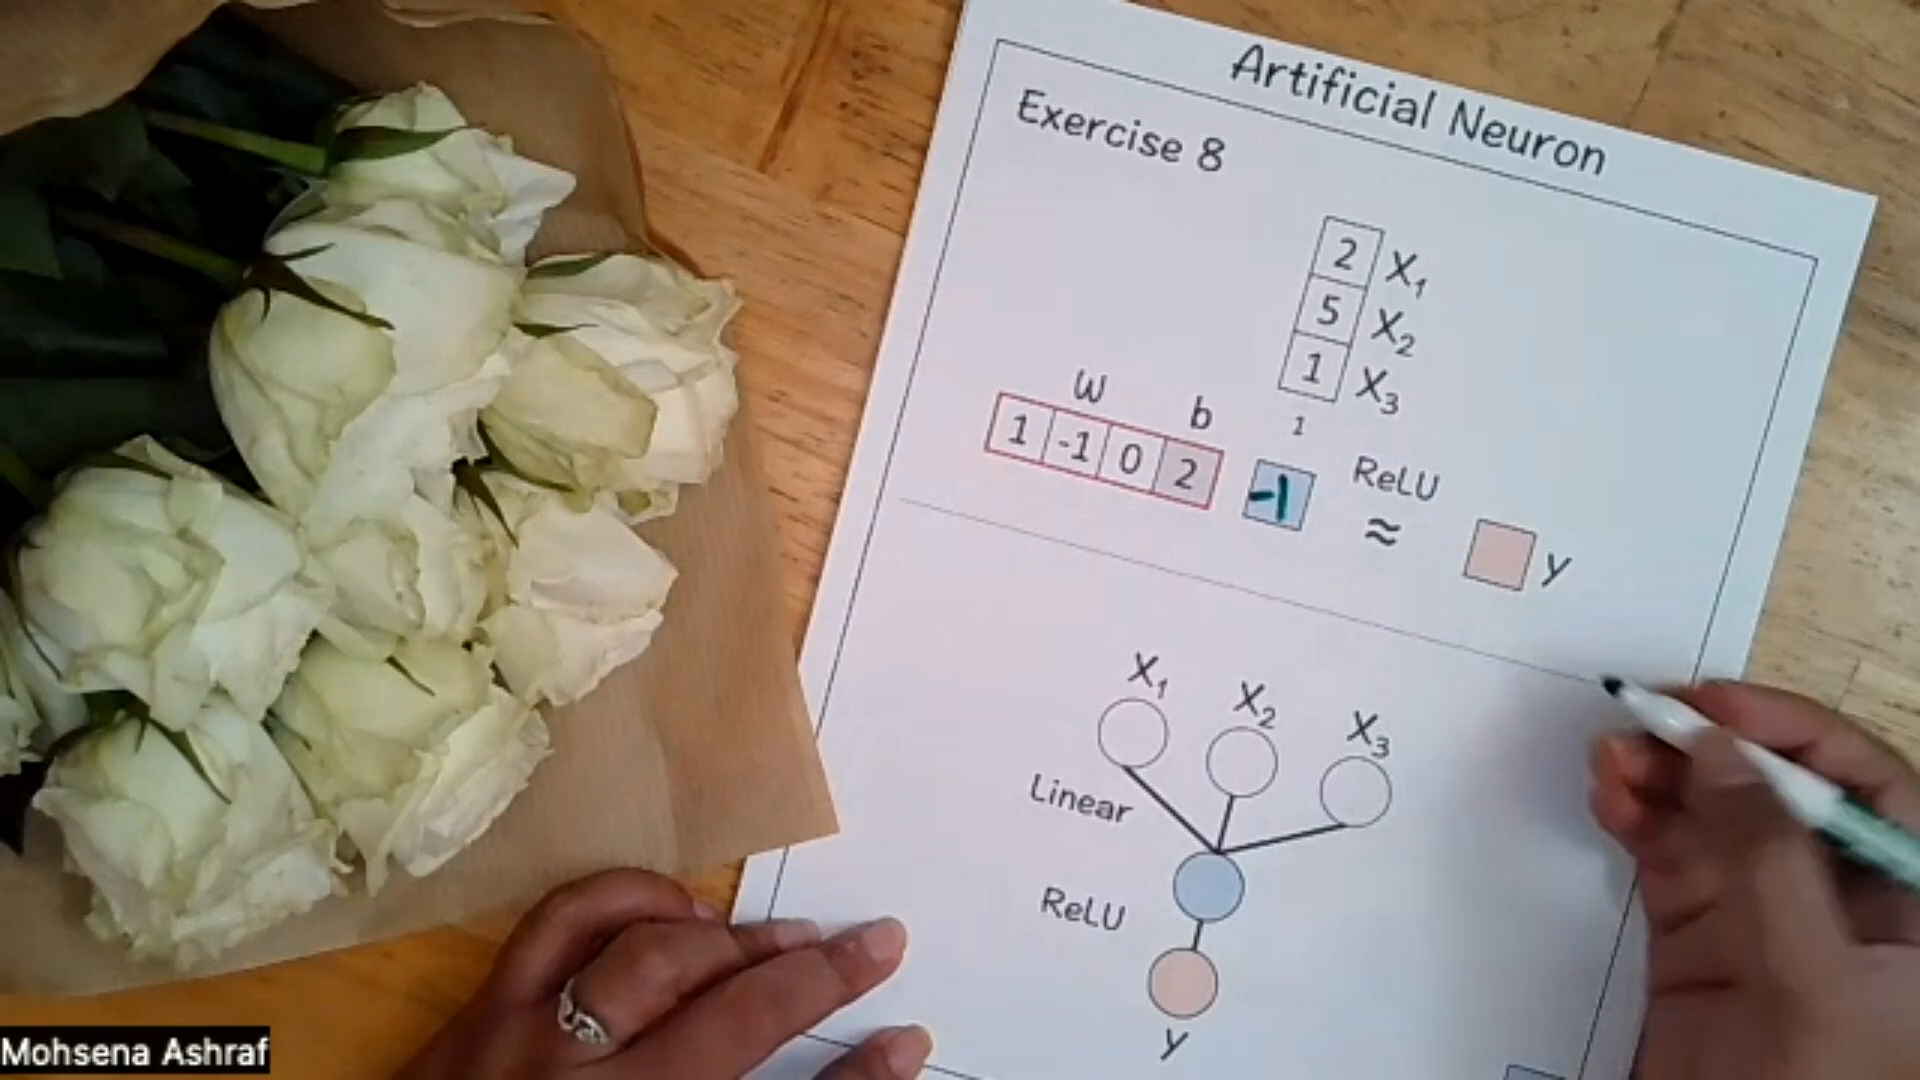 Artificial Neuron
Exercise 8
2 X₁
5 X₂
1 X₃
W b 1
1 -1 0 2 -1 ReLU ≈ y
X₁ X₂ X₃
Linear
ReLU
y
Mohsena Ashraf